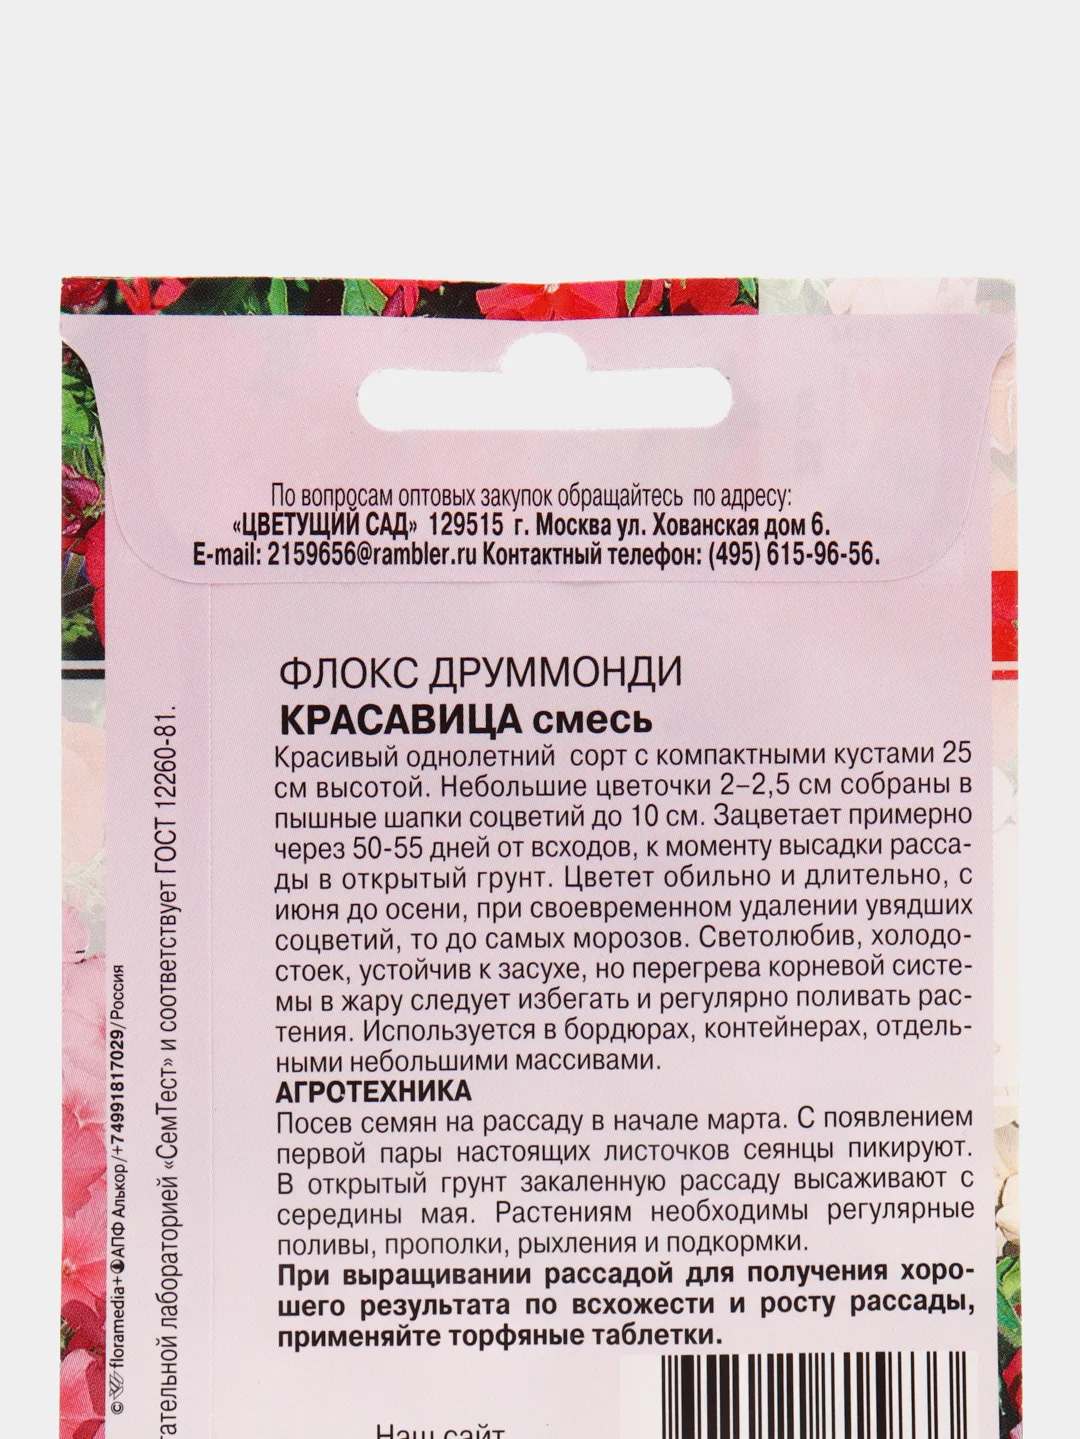 По вопросам оптовых закупок обращайтесь по адресу:
«ЦВЕТУЩИЙ САД» 129515 г. Москва ул. Хованская дом 6.
E-mail: 2159656@rambler.ru Контактный телефон: (495) 615-96-56.
ФЛОКС ДРУММОНДИ
КРАСАВИЦА смесь
Красивый однолетний сорт с компактными кустами 25
см высотой. Небольшие цветочки 2–2,5 см собраны в
пышные шапки соцветий до 10 см. Зацветает примерно
через 50-55 дней от всходов, к моменту высадки расса-
ды в открытый грунт. Цветет обильно и длительно, с
июня до осени, при своевременном удалении увядших
соцветий, то до самых морозов. Светолюбив, холодо-
стоек, устойчив к засухе, но перегрева корневой систе-
мы в жару следует избегать и регулярно поливать рас-
тения. Используется в бордюрах, контейнерах, отдель-
ными небольшими массивами.
АГРОТЕХНИКА
Посев семян на рассаду в начале марта. С появлением
первой пары настоящих листочков сеянцы пикируют.
В открытый грунт закаленную рассаду высаживают с
середины мая. Растениям необходимы регулярные
поливы, прополки, рыхления и подкормки.
При выращивании рассадой для получения хоро-
шего результата по всхожести и росту рассады,
применяйте торфяные таблетки.
Наш сайт
лабораторией «СемТест» и соответствует ГОСТ 12260-81.
© floramedia+ АПФ Алькор/+74991817029/Россия